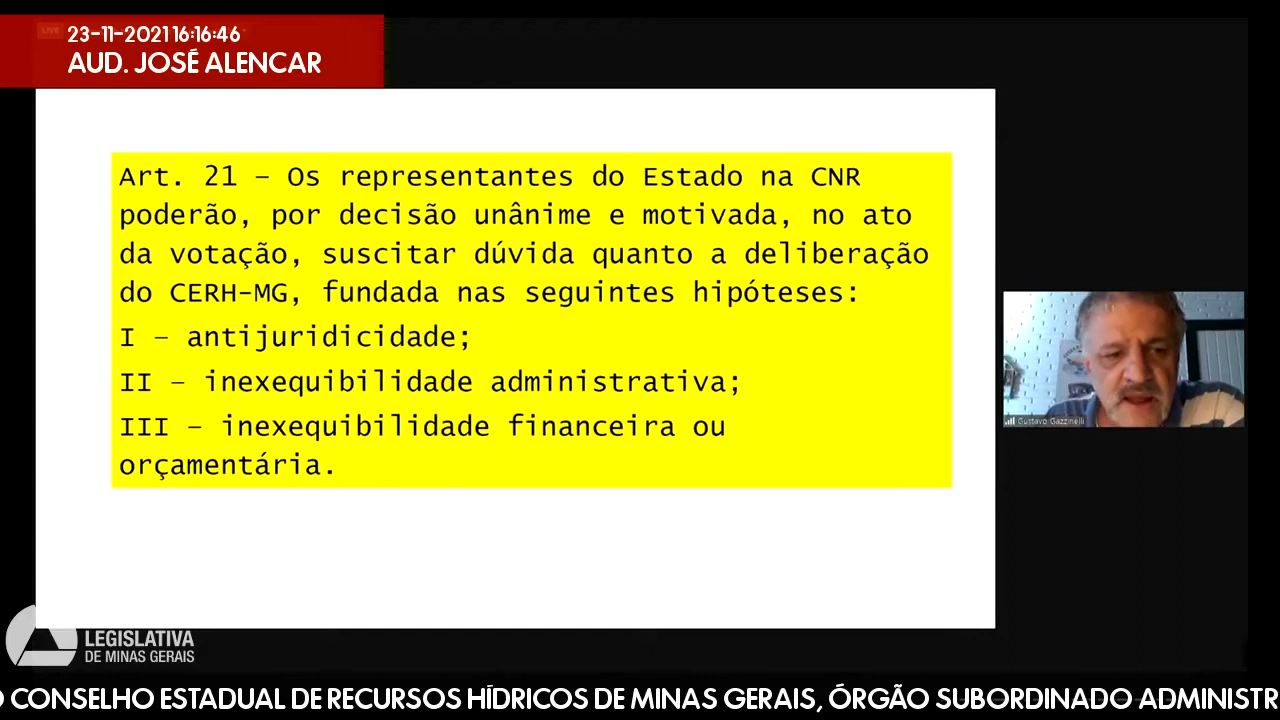 LIVE
23-11-2021 16:16:46
AUD. JOSÉ ALENCAR
Art. 21 – Os representantes do Estado na CNR
poderão, por decisão unânime e motivada, no ato
da votação, suscitar dúvida quanto a deliberação
do CERH-MG, fundada nas seguintes hipóteses:
I – antijuridicidade;
II – inexequibilidade administrativa;
III – inexequibilidade financeira ou
orçamentária.
Gustavo Gazzinelli
LEGISLATIVA
DE MINAS GERAIS
O CONSELHO ESTADUAL DE RECURSOS HÍDRICOS DE MINAS GERAIS, ÓRGÃO SUBORDINADO ADMINISTR